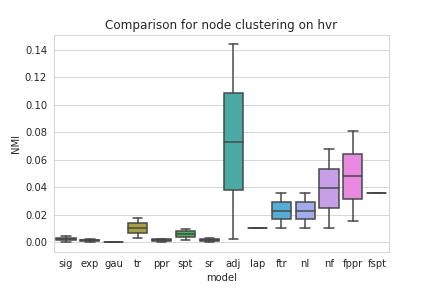 Comparison for node clustering on hvr
0.14
0.12
0.10
0.08
0.06
0.04
0.02
0.00
NMI
sig exp gau tr ppr spt sr adj lap ftr nl nf fppr fspt
model